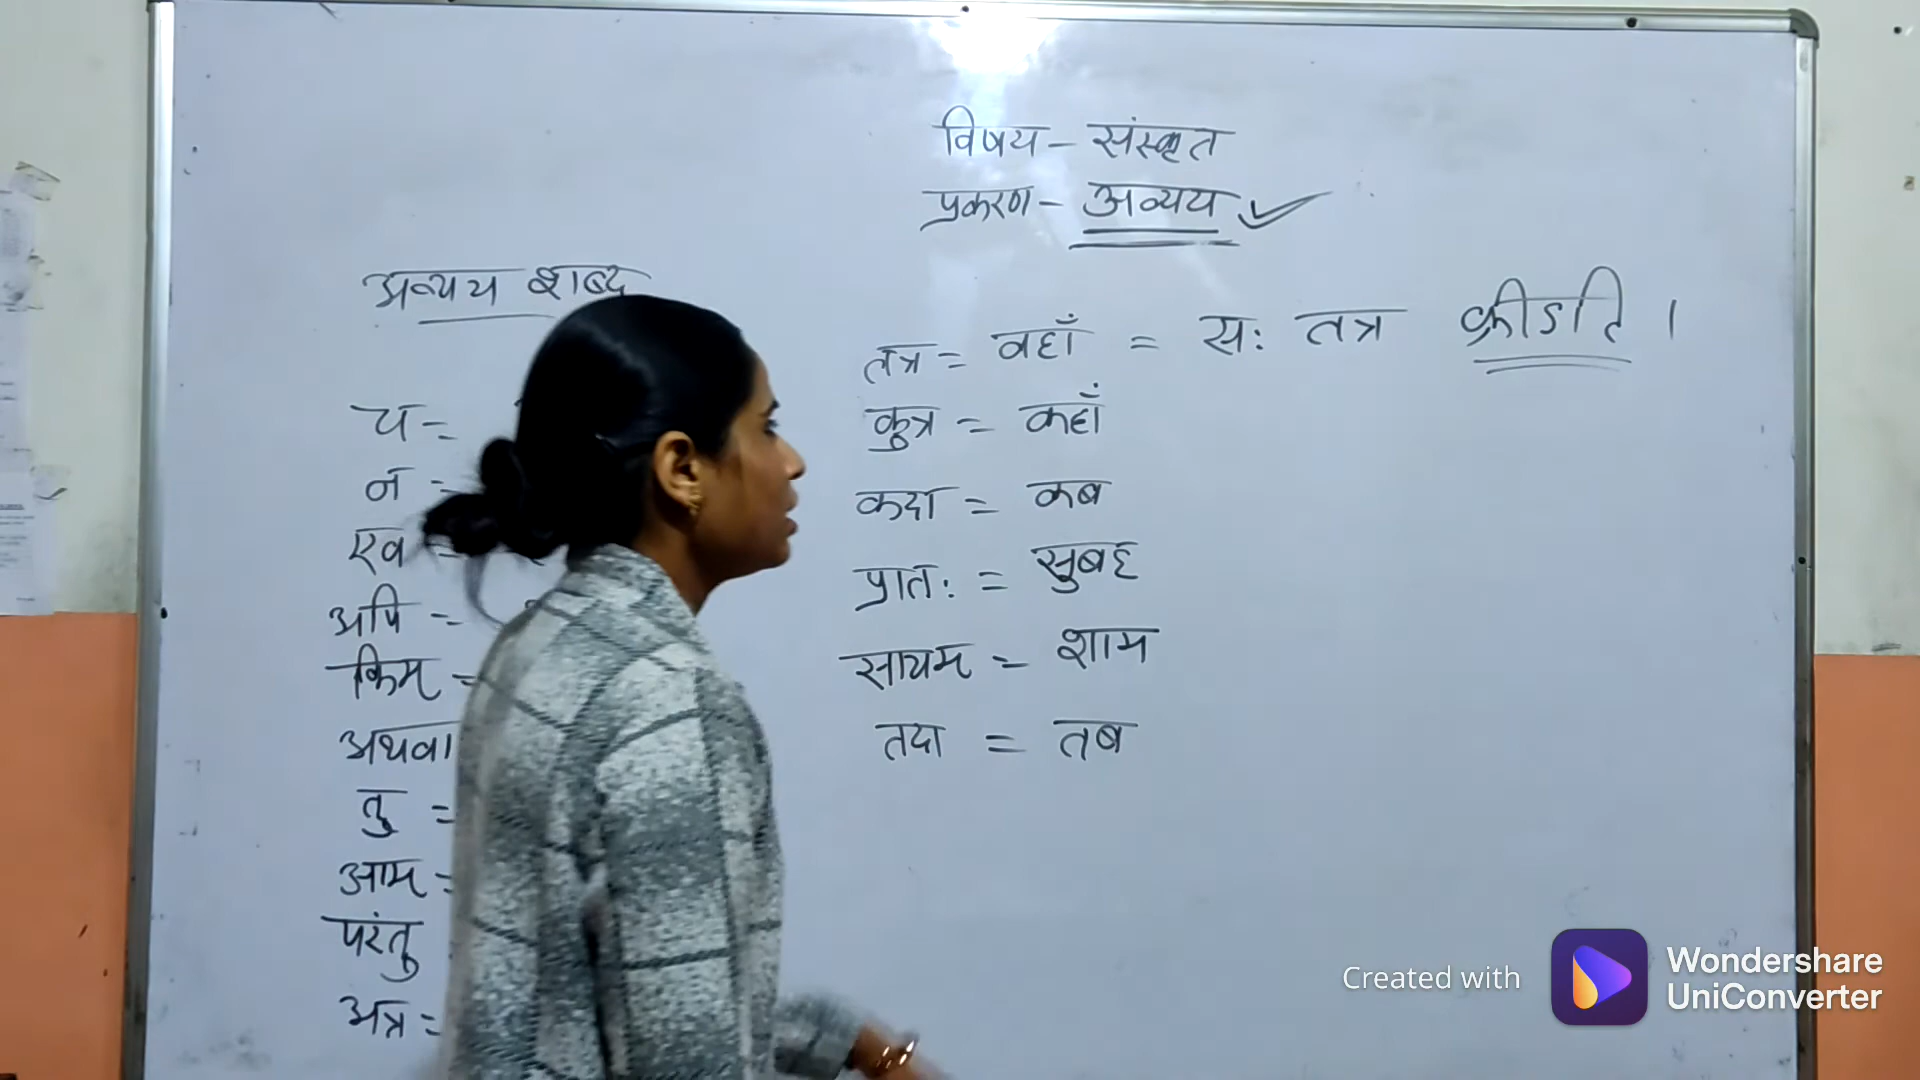 विषय - संस्कृत
प्रकरण - अव्यय ✓
अव्यय शब्द
च =
न =
एव =
अपि =
किम् =
अथवा
तु =
आम् =
परंतु
अत्र =
तत्र = वहाँ = सः तत्र क्रीडति ।
कुत्र = कहाँ
कदा = कब
प्रातः = सुबह
सायम् = शाम
तदा = तब
Created with Wondershare UniConverter